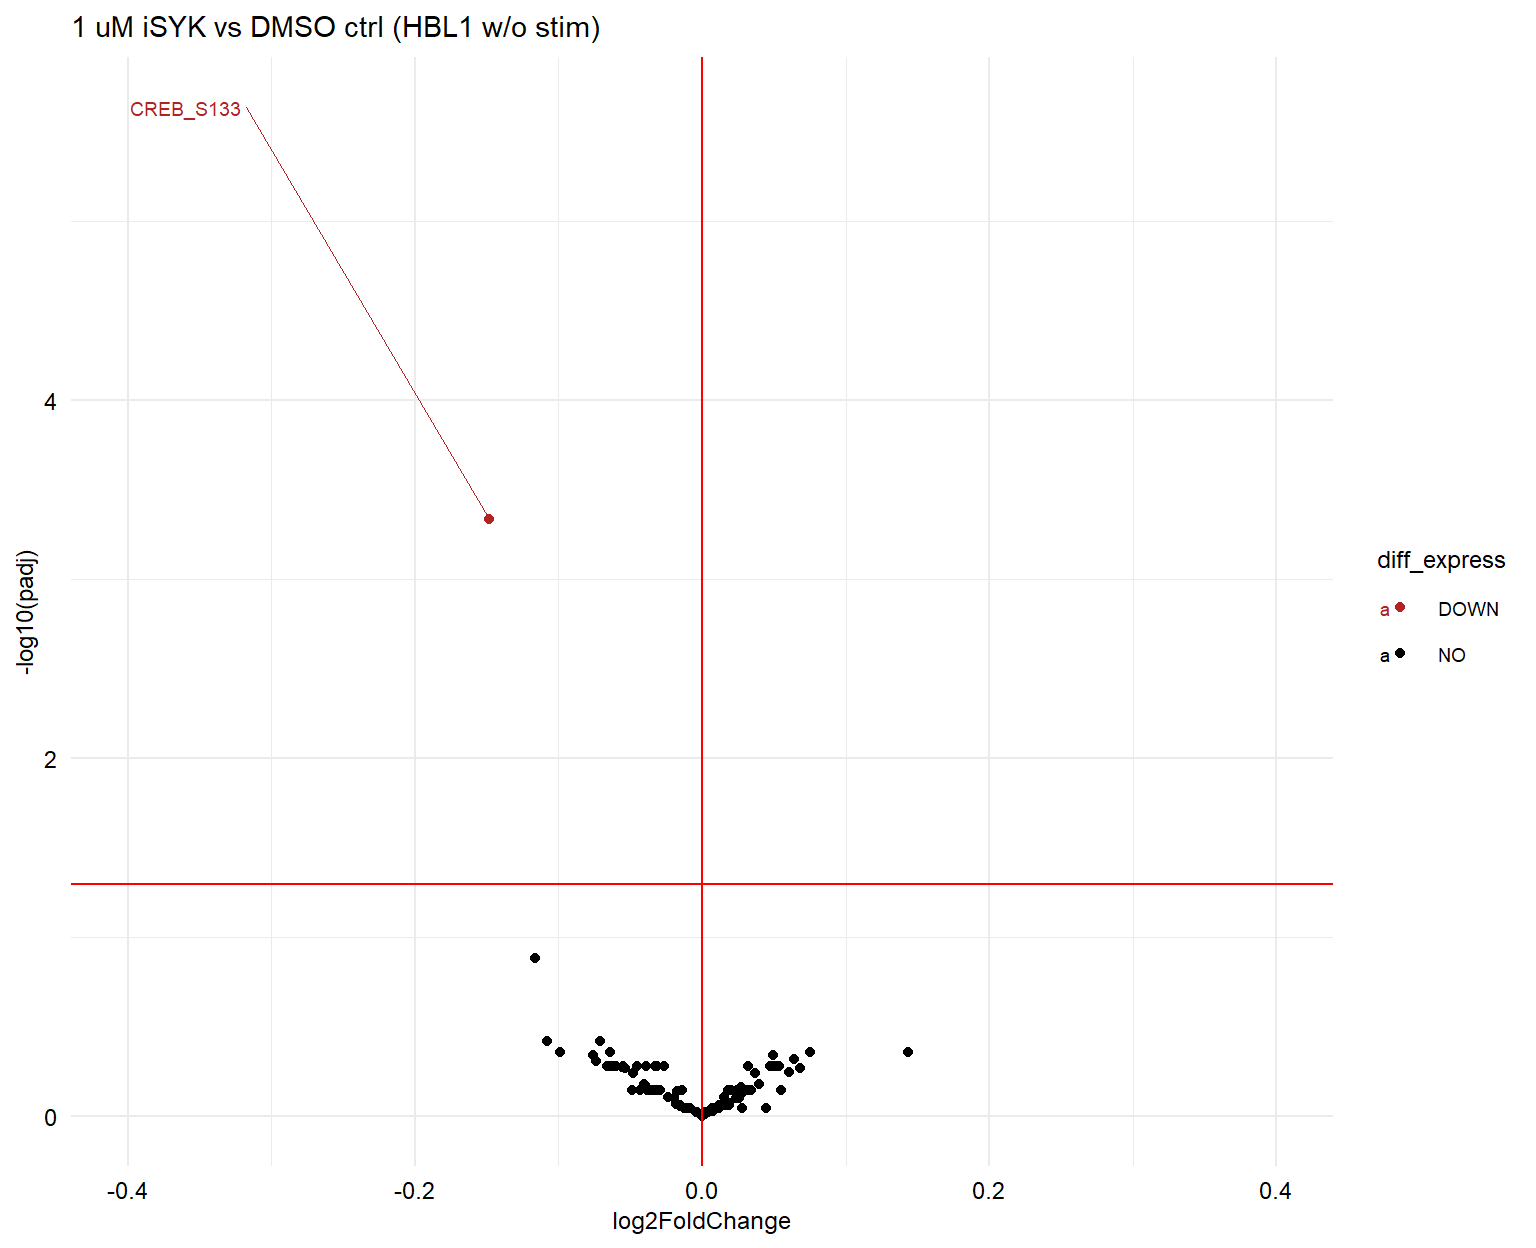 1 uM iSYK vs DMSO ctrl (HBL1 w/o stim)
CREB_S133
4
2
0
-log10(padj)
-0.4
-0.2
0.0
0.2
0.4
log2FoldChange
diff_express
a DOWN
a NO